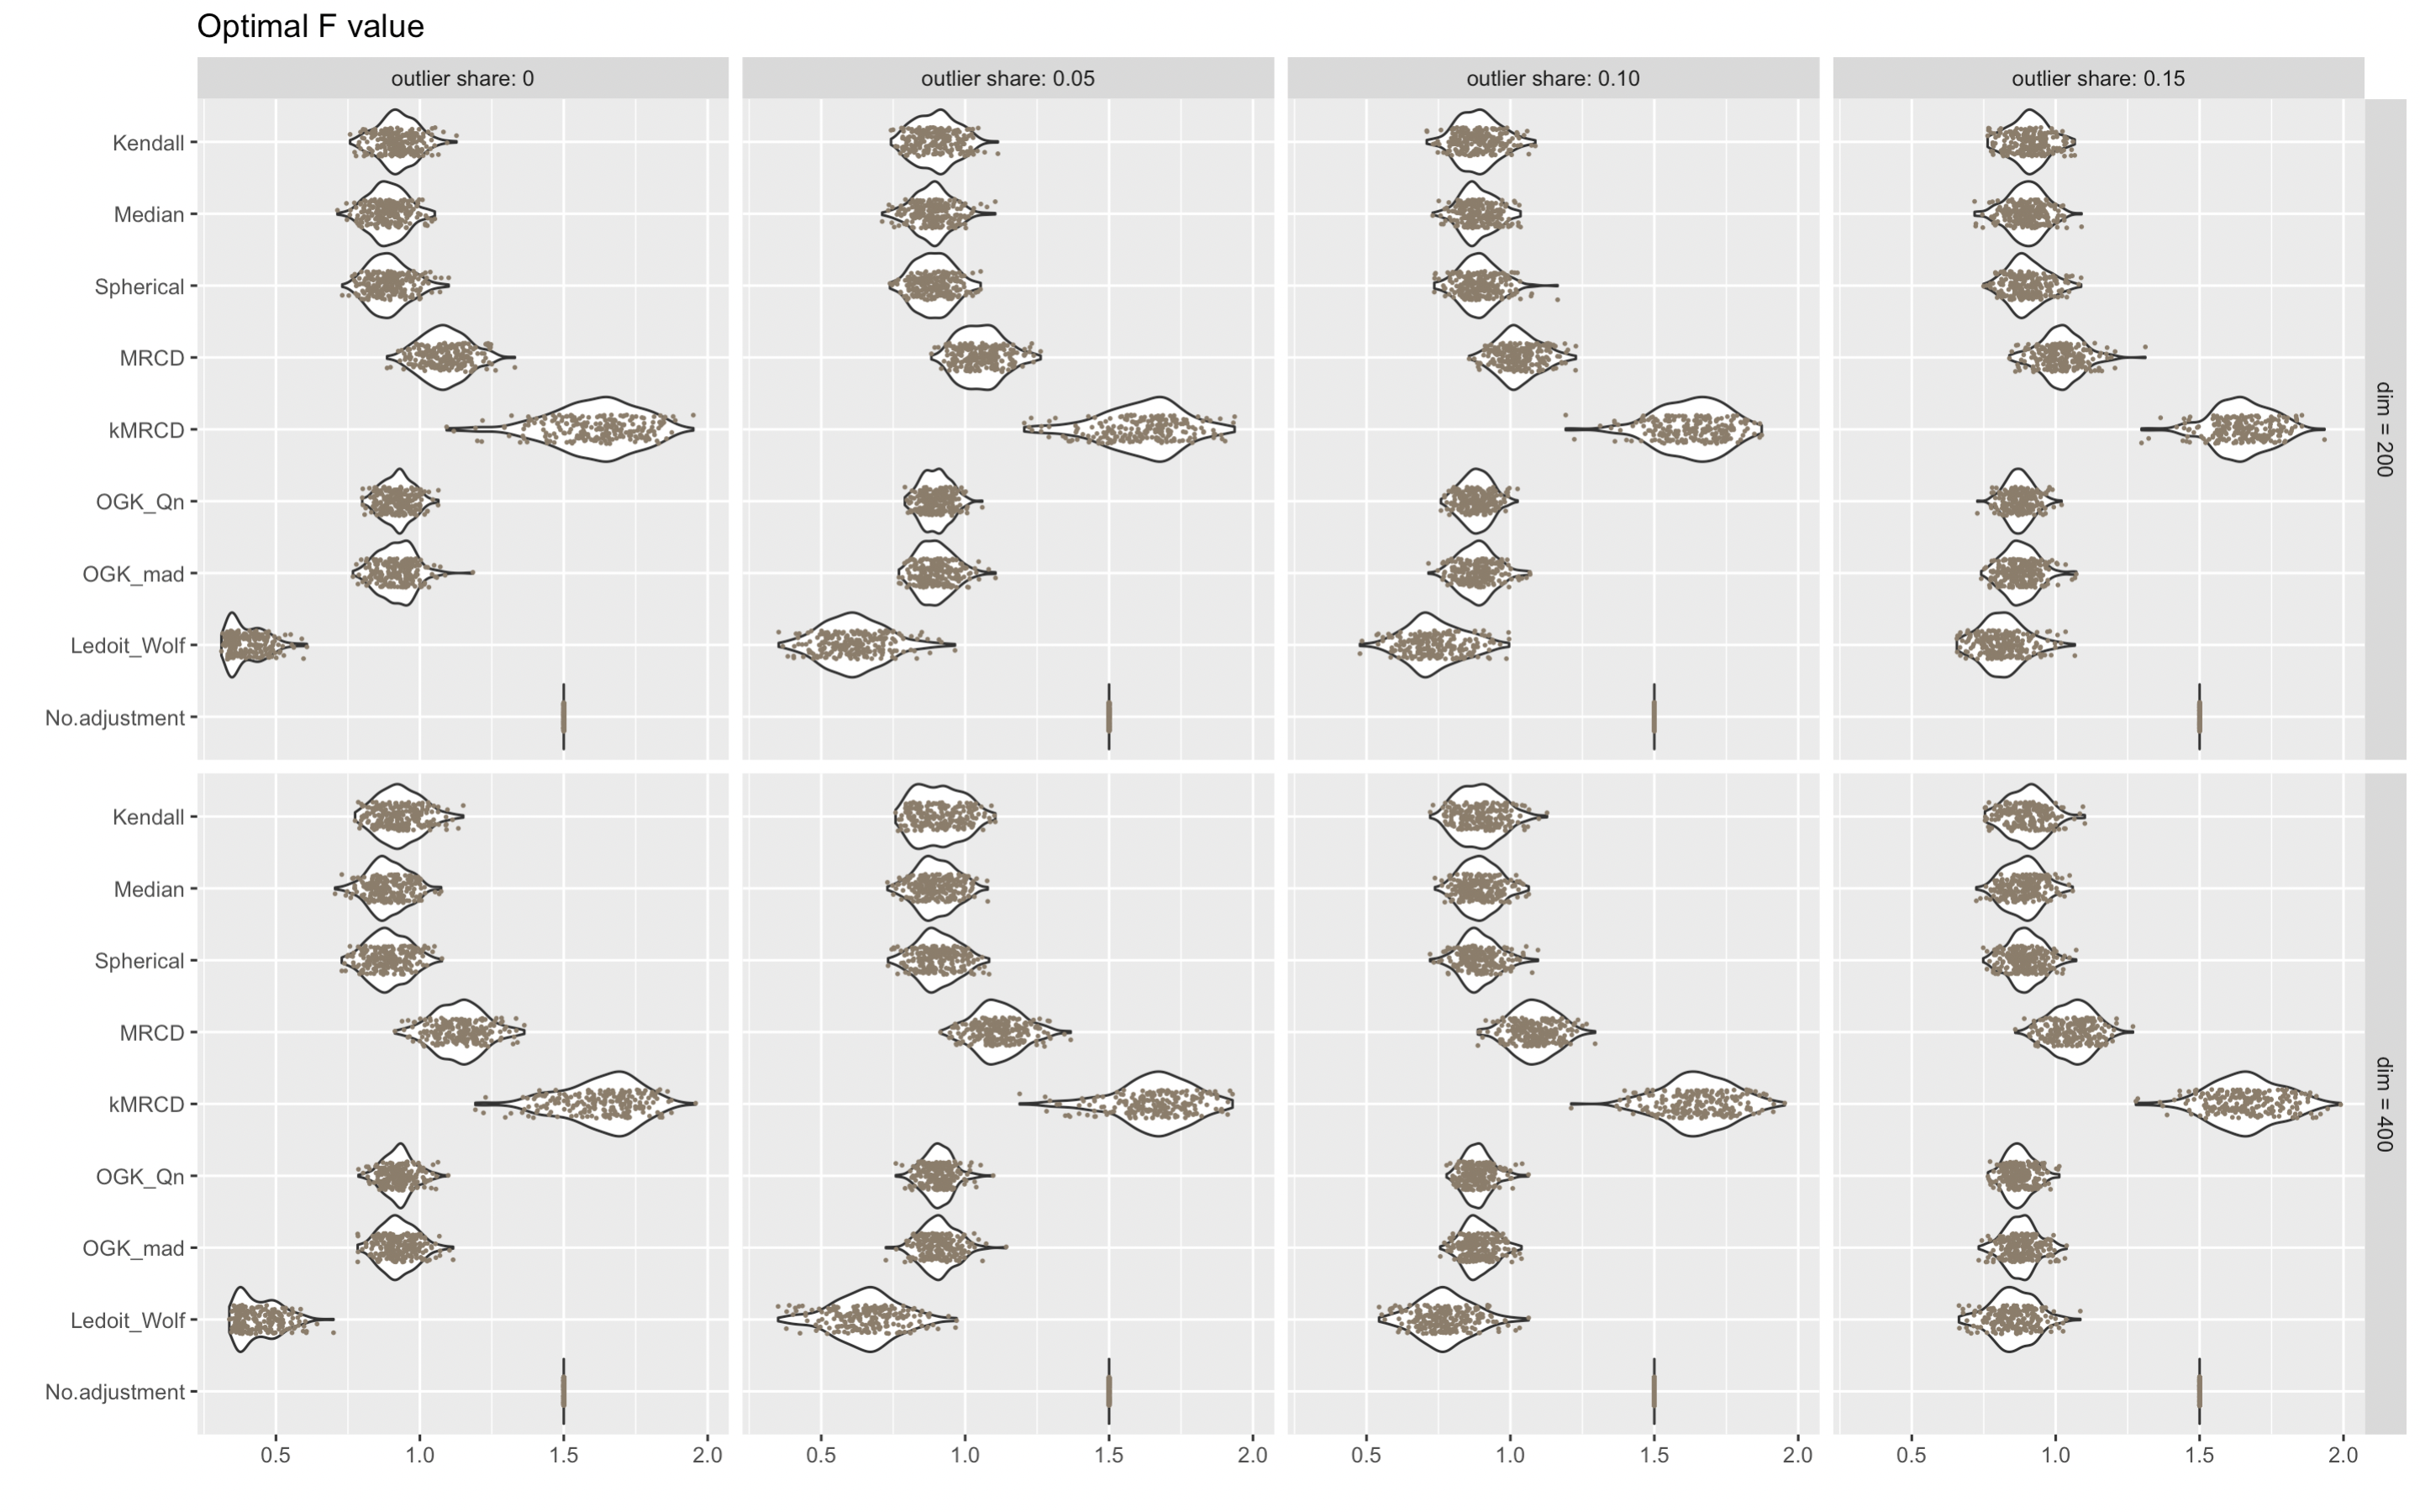 Optimal F value
outlier share: 0
outlier share: 0.05
outlier share: 0.10
outlier share: 0.15
Kendall
Median
Spherical
MRCD
kMRCD
OGK_Qn
OGK_mad
Ledoit_Wolf
No.adjustment
dim = 200
Kendall
Median
Spherical
MRCD
kMRCD
OGK_Qn
OGK_mad
Ledoit_Wolf
No.adjustment
dim = 400
0.5 1.0 1.5 2.0
0.5 1.0 1.5 2.0
0.5 1.0 1.5 2.0
0.5 1.0 1.5 2.0